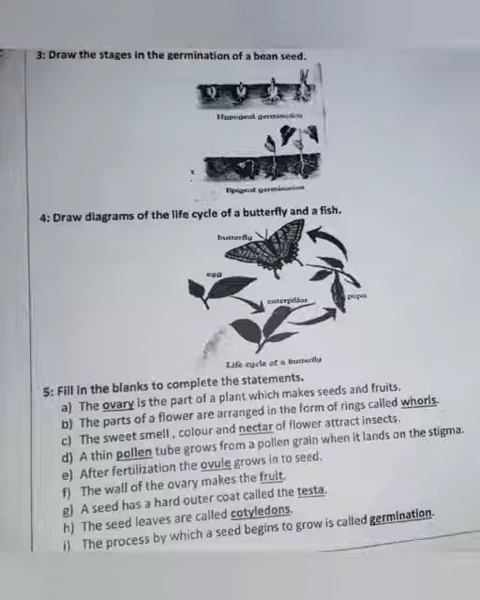 3: Draw the stages in the germination of a bean seed.
Hypogeal germination
Epigeal germination
4: Draw diagrams of the life cycle of a butterfly and a fish.
butterfly
egg
caterpillar
pupa
Life cycle of a butterfly
5: Fill in the blanks to complete the statements.
a) The ovary is the part of a plant which makes seeds and fruits.
b) The parts of a flower are arranged in the form of rings called whorls.
c) The sweet smell , colour and nectar of flower attract insects.
d) A thin pollen tube grows from a pollen grain when it lands on the stigma.
e) After fertilization the ovule grows in to seed.
f) The wall of the ovary makes the fruit.
g) A seed has a hard outer coat called the testa.
h) The seed leaves are called cotyledons.
i) The process by which a seed begins to grow is called germination.